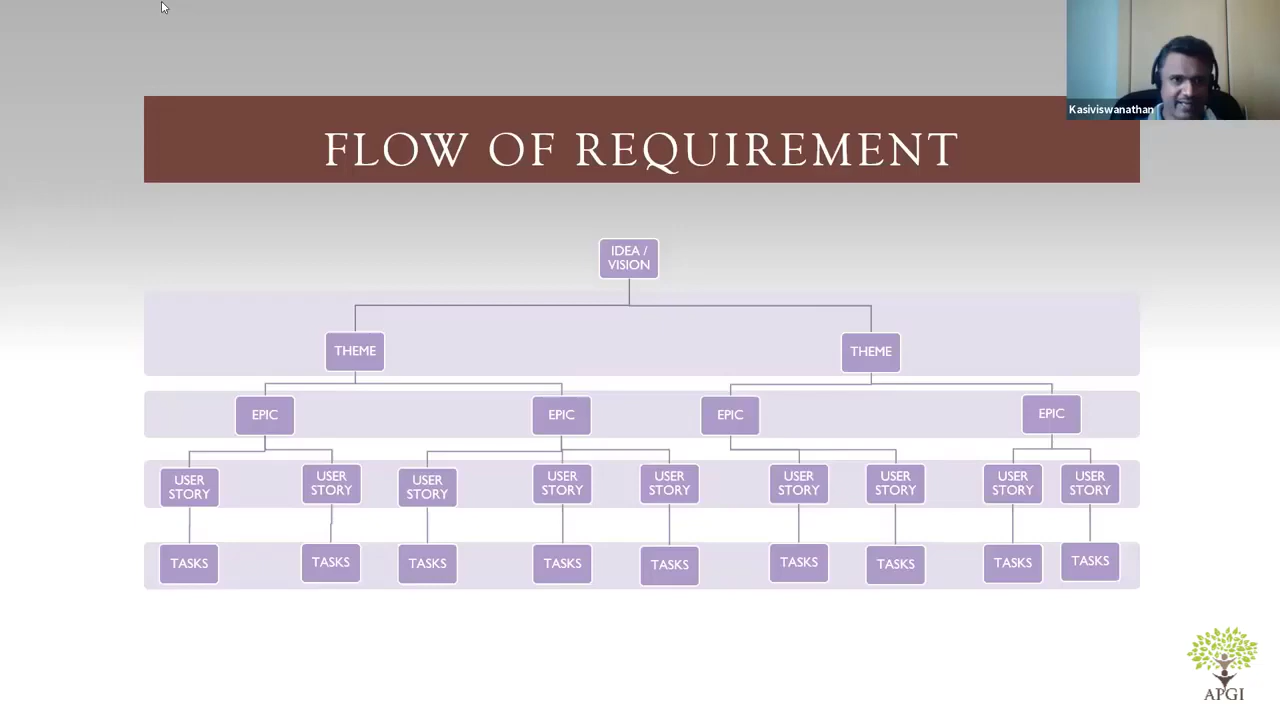 Kasiviswanathan
FLOW OF REQUIREMENT
IDEA /
VISION
THEME
THEME
EPIC
EPIC
EPIC
EPIC
USER
STORY
USER
STORY
USER
STORY
USER
STORY
USER
STORY
USER
STORY
USER
STORY
USER
STORY
USER
STORY
TASKS
TASKS
TASKS
TASKS
TASKS
TASKS
TASKS
TASKS
TASKS
APGI